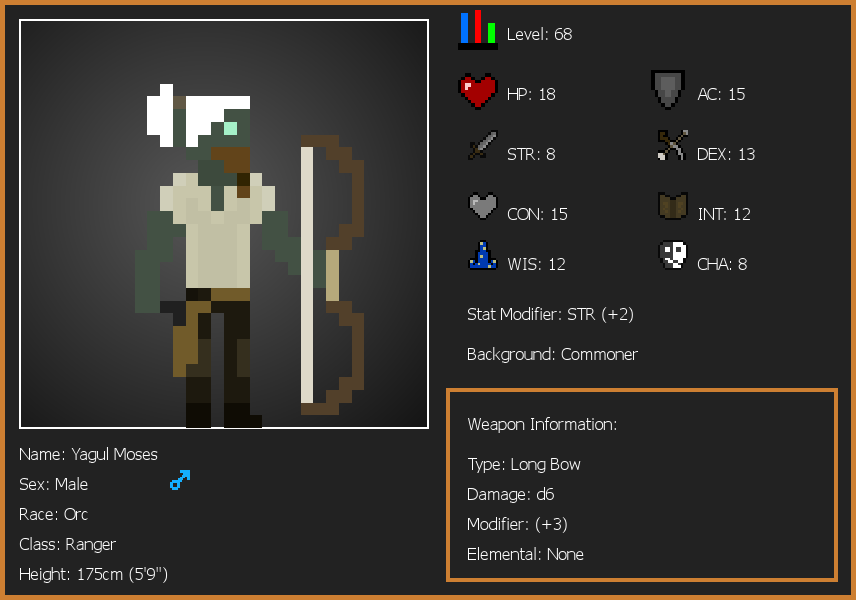 Level: 68
HP: 18
AC: 15
STR: 8
DEX: 13
CON: 15
INT: 12
WIS: 12
CHA: 8
Stat Modifier: STR (+2)
Background: Commoner
Weapon Information:
Type: Long Bow
Damage: d6
Modifier: (+3)
Elemental: None
Name: Yagul Moses
Sex: Male
Race: Orc
Class: Ranger
Height: 175cm (5'9")